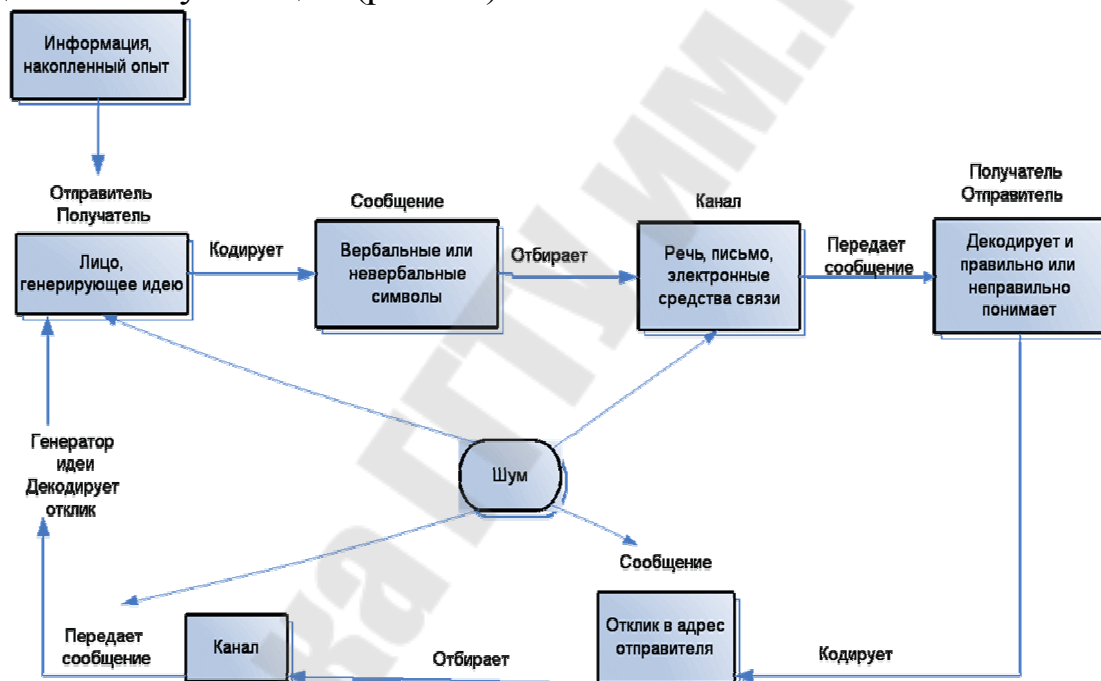 Информация,
накопленный опыт
Отправитель
Получатель
Лицо,
генерирующее идею
Кодирует
Сообщение
Вербальные или
невербальные
символы
Отбирает
Канал
Речь, письмо,
электронные
средства связи
Передает
сообщение
Получатель
Отправитель
Декодирует и
правильно или
неправильно
понимает
Шум
Генератор
идеи
Декодирует
отклик
Сообщение
Отклик в адрес
отправителя
Кодирует
Отбирает
Канал
Передает
сообщение